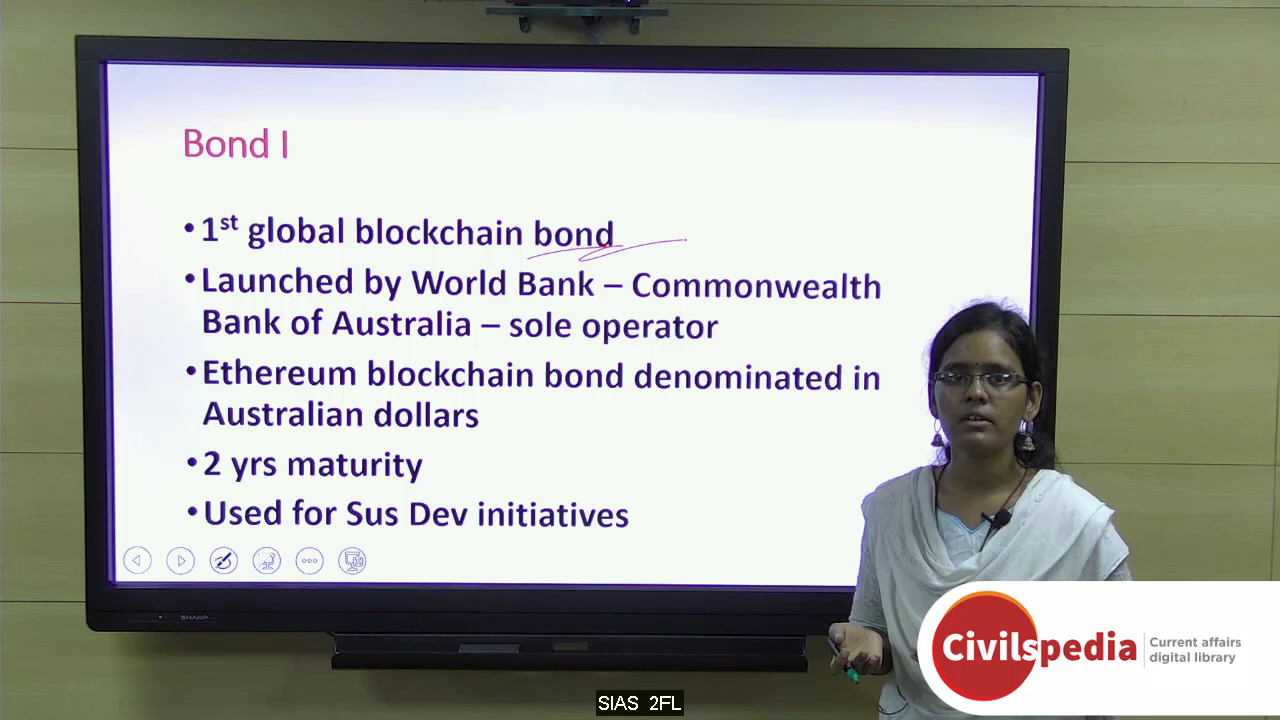 Bond I
• 1st global blockchain bond
• Launched by World Bank – Commonwealth
Bank of Australia – sole operator
• Ethereum blockchain bond denominated in
Australian dollars
• 2 yrs maturity
• Used for Sus Dev initiatives
SHARP
Civilspedia
Current affairs
digital library
SIAS 2FL